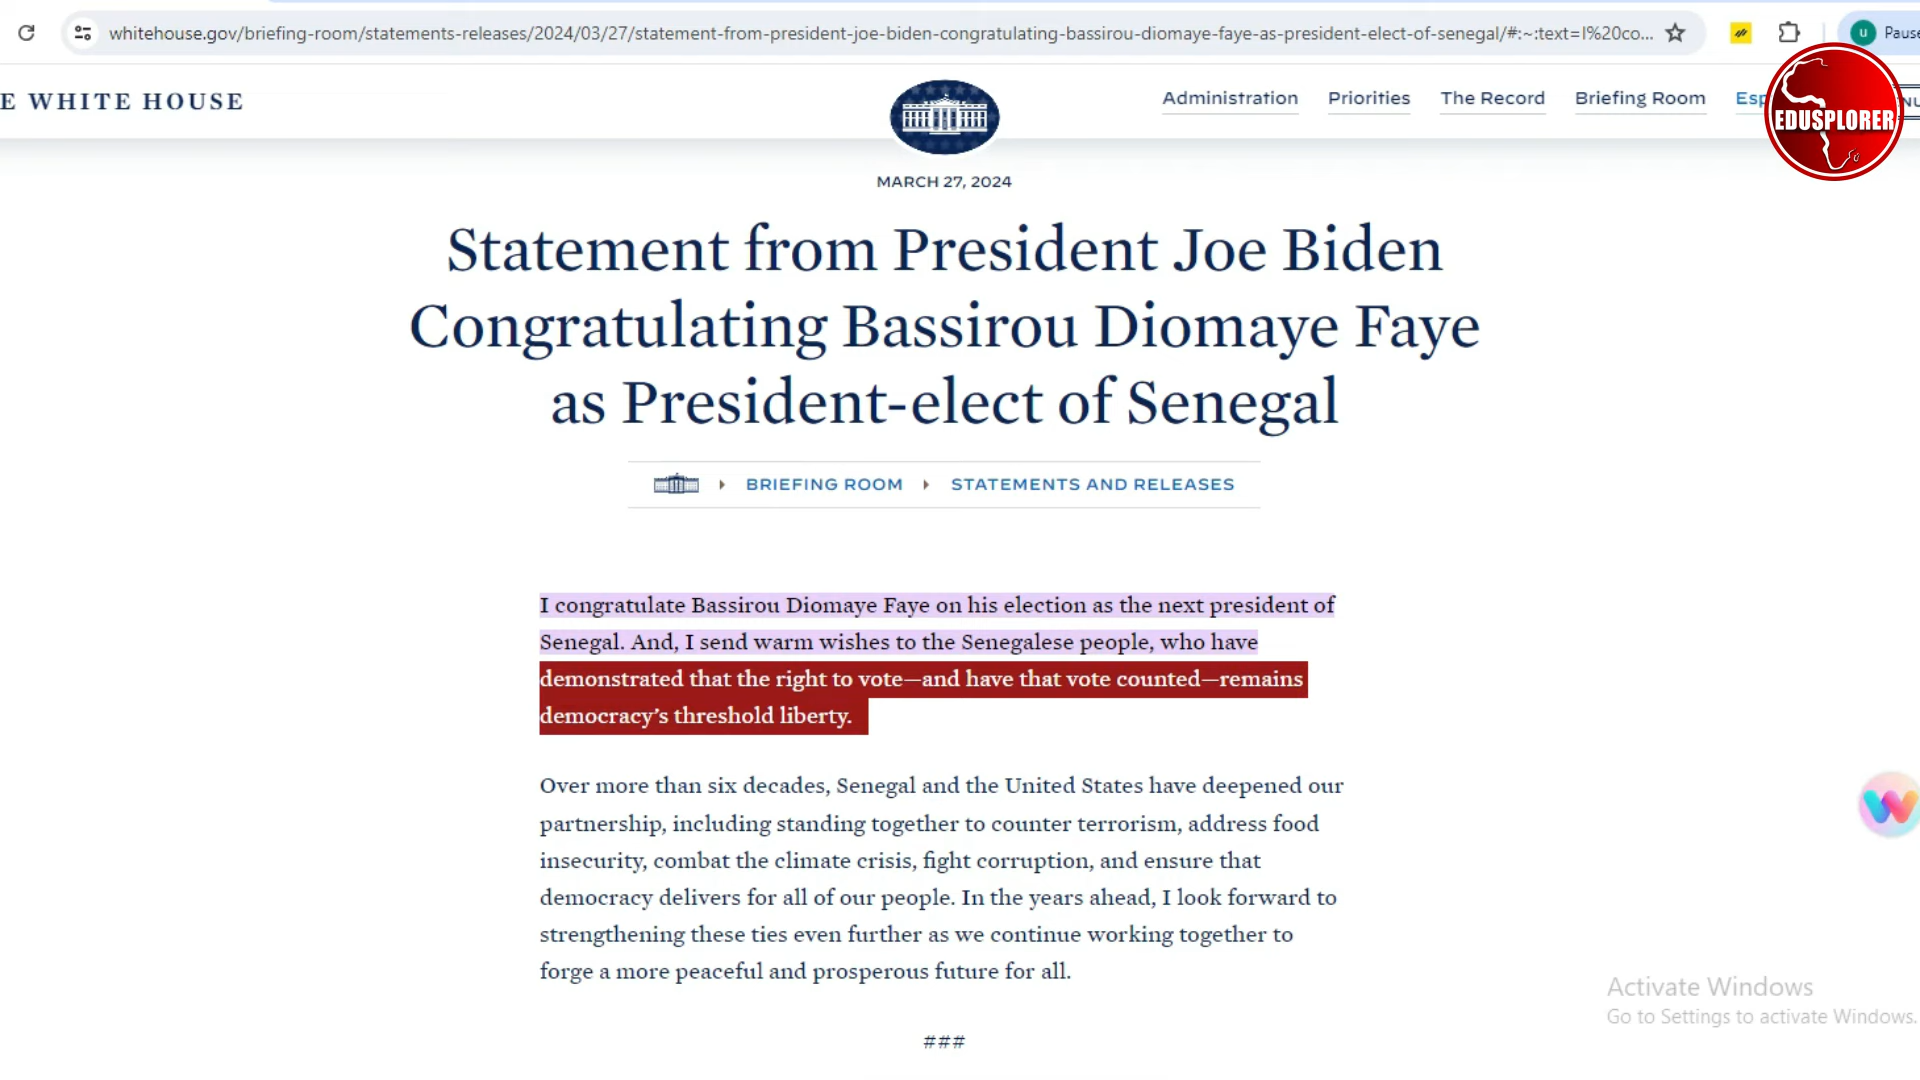 whitehouse.gov/briefing-room/statements-releases/2024/03/27/statement-from-president-joe-biden-congratulating-bassirou-diomaye-faye-as-president-elect-of-senegal/#:~:text=I%20co...
u Pause
E WHITE HOUSE
Administration Priorities The Record Briefing Room Esp
EDUSPLORER
MARCH 27, 2024
Statement from President Joe Biden
Congratulating Bassirou Diomaye Faye
as President-elect of Senegal
BRIEFING ROOM STATEMENTS AND RELEASES
I congratulate Bassirou Diomaye Faye on his election as the next president of
Senegal. And, I send warm wishes to the Senegalese people, who have
demonstrated that the right to vote—and have that vote counted—remains
democracy’s threshold liberty.
Over more than six decades, Senegal and the United States have deepened our
partnership, including standing together to counter terrorism, address food
insecurity, combat the climate crisis, fight corruption, and ensure that
democracy delivers for all of our people. In the years ahead, I look forward to
strengthening these ties even further as we continue working together to
forge a more peaceful and prosperous future for all.
###
Activate Windows
Go to Settings to activate Windows.